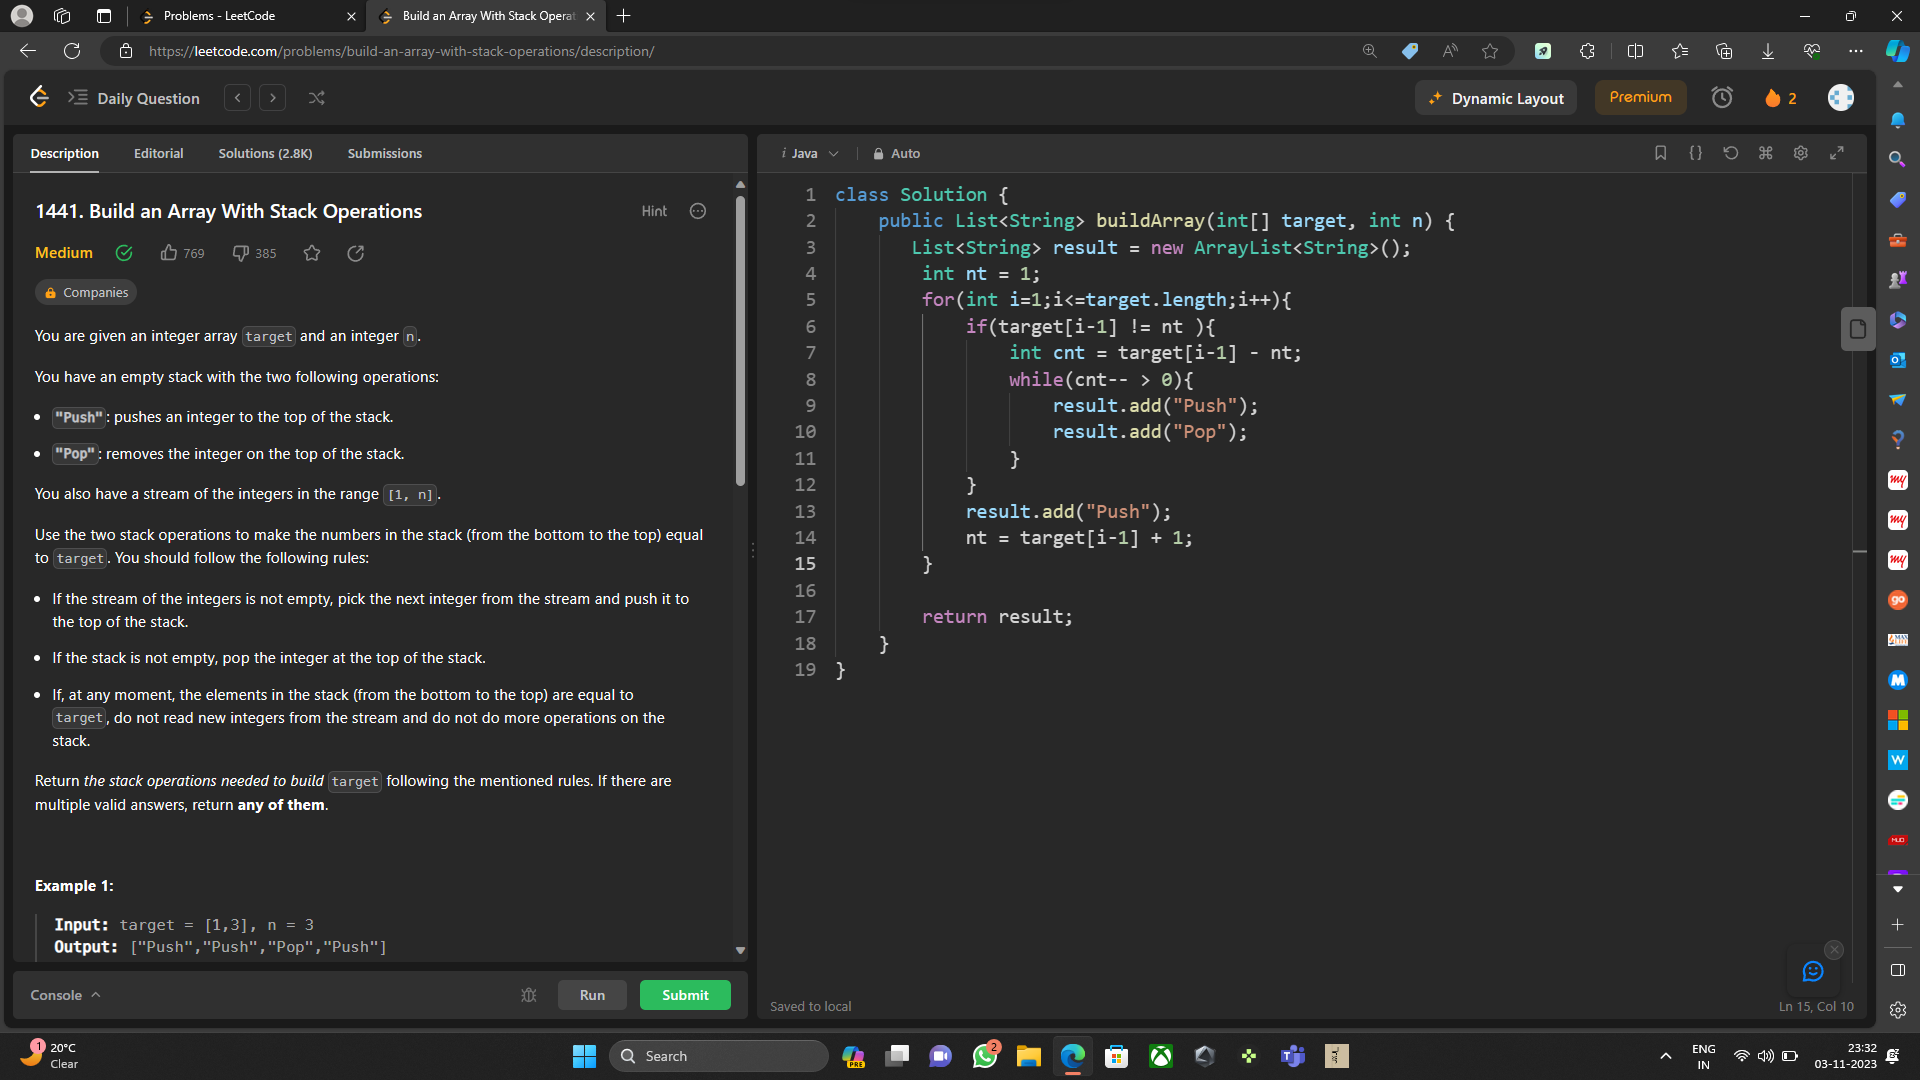 Problems - LeetCode
Build an Array With Stack Operat
https://leetcode.com/problems/build-an-array-with-stack-operations/description/
Daily Question
Dynamic Layout
Premium
2
Description
Editorial
Solutions (2.8K)
Submissions
1441. Build an Array With Stack Operations
Hint
Medium
769
385
Companies
You are given an integer array target and an integer n.
You have an empty stack with the two following operations:
"Push": pushes an integer to the top of the stack.
"Pop": removes the integer on the top of the stack.
You also have a stream of the integers in the range [1, n].
Use the two stack operations to make the numbers in the stack (from the bottom to the top) equal
to target. You should follow the following rules:
If the stream of the integers is not empty, pick the next integer from the stream and push it to
the top of the stack.
If the stack is not empty, pop the integer at the top of the stack.
If, at any moment, the elements in the stack (from the bottom to the top) are equal to
target, do not read new integers from the stream and do not do more operations on the
stack.
Return the stack operations needed to build target following the mentioned rules. If there are
multiple valid answers, return any of them.
Example 1:
Input: target = [1,3], n = 3
Output: ["Push","Push","Pop","Push"]
Console
Run
Submit
i Java
Auto
1 class Solution {
2     public List<String> buildArray(int[] target, int n) {
3        List<String> result = new ArrayList<String>();
4         int nt = 1;
5         for(int i=1;i<=target.length;i++){
6             if(target[i-1] != nt ){
7                 int cnt = target[i-1] - nt;
8                 while(cnt-- > 0){
9                     result.add("Push");
10                     result.add("Pop");
11                 }
12             }
13             result.add("Push");
14             nt = target[i-1] + 1;
15         }
16
17         return result;
18     }
19 }
Saved to local
Ln 15, Col 10
my
my
my
go
M
W
1
20°C
Clear
Search
PRE
2
ENG
IN
23:32
03-11-2023